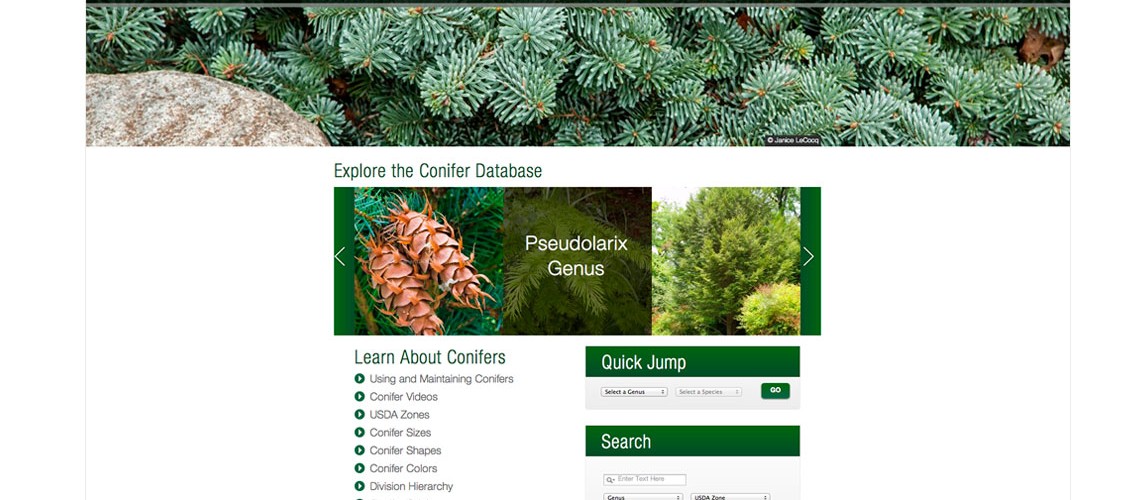 © Janice LeCocq
Explore the Conifer Database
Pseudolarix
Genus
Learn About Conifers
Using and Maintaining Conifers
Conifer Videos
USDA Zones
Conifer Sizes
Conifer Shapes
Conifer Colors
Division Hierarchy
Quick Jump
Select a Genus
Select a Species
GO
Search
Enter Text Here
Genus
USDA Zone